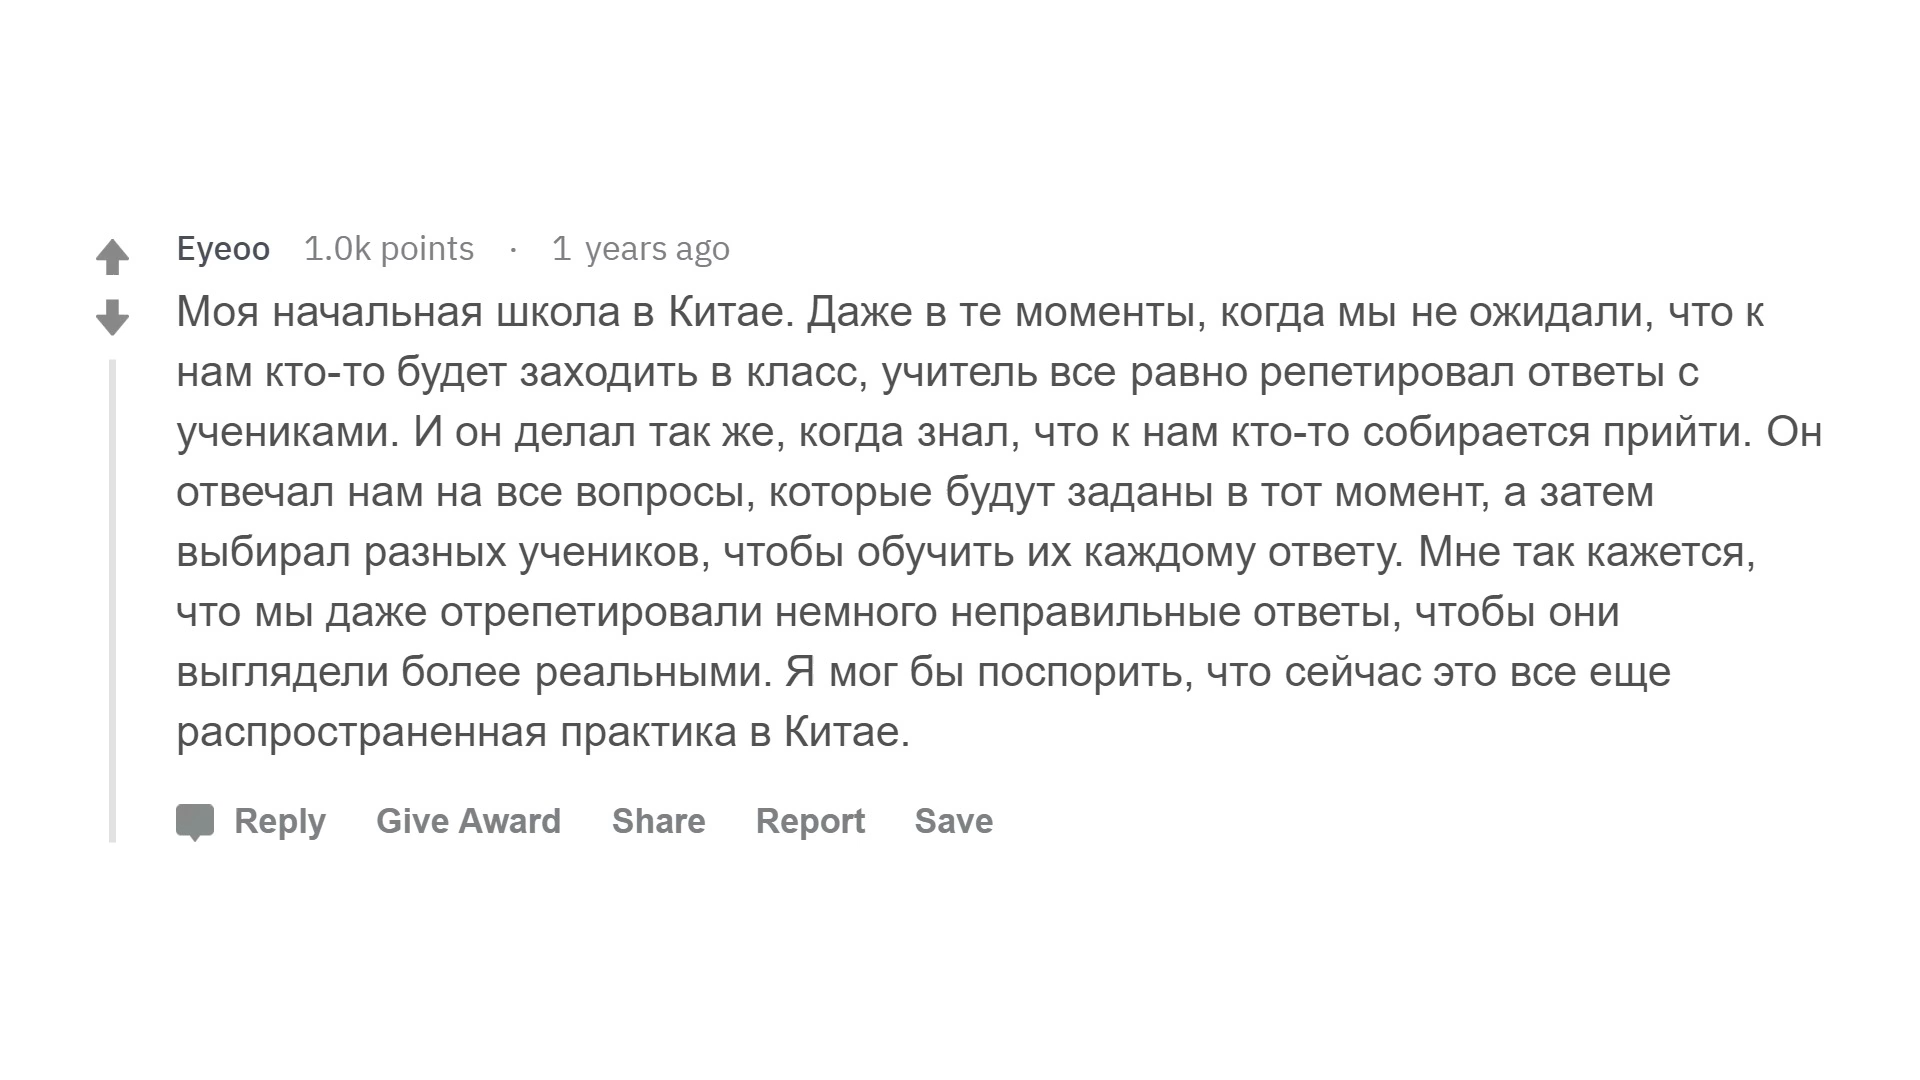 Eyeoo 1.0k points · 1 years ago
Моя начальная школа в Китае. Даже в те моменты, когда мы не ожидали, что к
нам кто-то будет заходить в класс, учитель все равно репетировал ответы с
учениками. И он делал так же, когда знал, что к нам кто-то собирается прийти. Он
отвечал нам на все вопросы, которые будут заданы в тот момент, а затем
выбирал разных учеников, чтобы обучить их каждому ответу. Мне так кажется,
что мы даже отрепетировали немного неправильные ответы, чтобы они
выглядели более реальными. Я мог бы поспорить, что сейчас это все еще
распространенная практика в Китае.
Reply Give Award Share Report Save